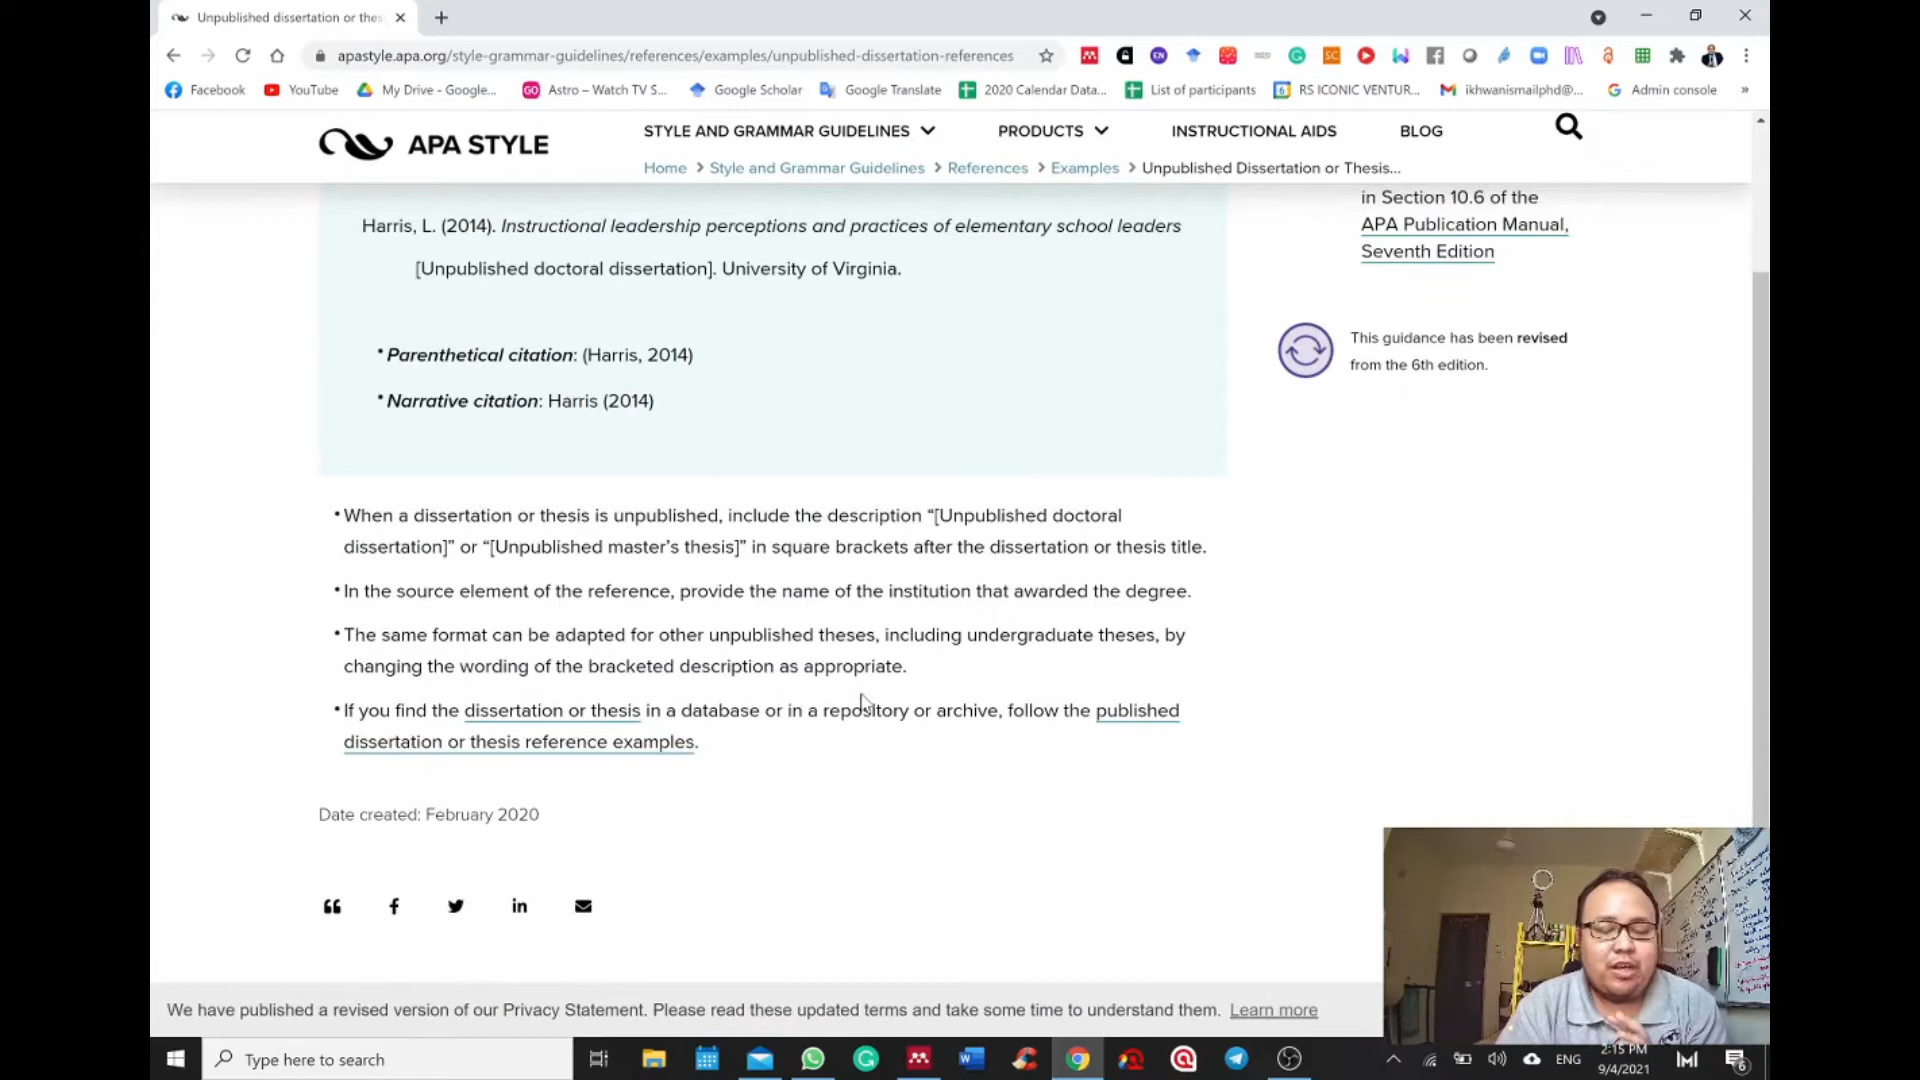 Unpublished dissertation or thes
apastyle.apa.org/style-grammar-guidelines/references/examples/unpublished-dissertation-references
Facebook YouTube My Drive - Google... Astro – Watch TV S... Google Scholar Google Translate 2020 Calendar Data... List of participants RS ICONIC VENTUR... ikhwanismailphd@... Admin console »
APA STYLE
STYLE AND GRAMMAR GUIDELINES PRODUCTS INSTRUCTIONAL AIDS BLOG
Home > Style and Grammar Guidelines > References > Examples > Unpublished Dissertation or Thesis...
Harris, L. (2014). Instructional leadership perceptions and practices of elementary school leaders
[Unpublished doctoral dissertation]. University of Virginia.
• Parenthetical citation: (Harris, 2014)
• Narrative citation: Harris (2014)
in Section 10.6 of the
APA Publication Manual,
Seventh Edition
This guidance has been revised
from the 6th edition.
• When a dissertation or thesis is unpublished, include the description “[Unpublished doctoral
dissertation]” or “[Unpublished master’s thesis]” in square brackets after the dissertation or thesis title.
• In the source element of the reference, provide the name of the institution that awarded the degree.
• The same format can be adapted for other unpublished theses, including undergraduate theses, by
changing the wording of the bracketed description as appropriate.
• If you find the dissertation or thesis in a database or in a repository or archive, follow the published
dissertation or thesis reference examples.
Date created: February 2020
We have published a revised version of our Privacy Statement. Please read these updated terms and take some time to understand them. Learn more
Type here to search
ENG
2:15 PM
9/4/2021
6